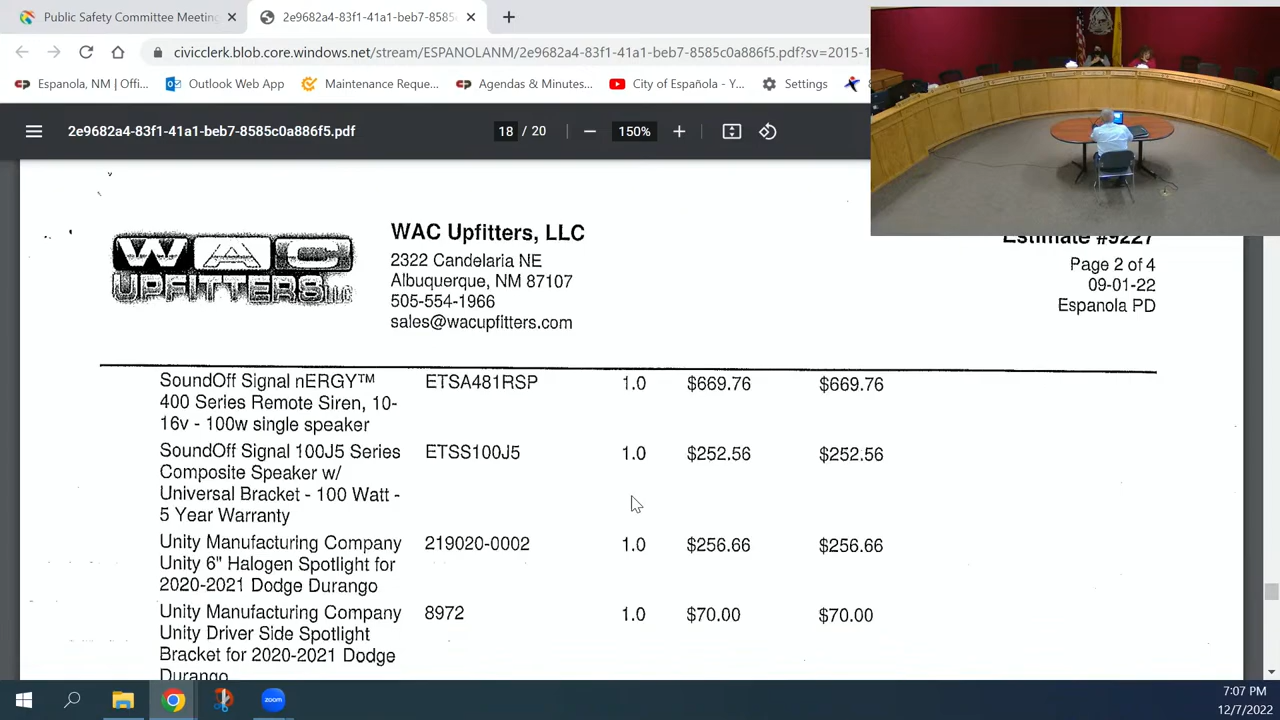 Public Safety Committee Meeting
2e9682a4-83f1-41a1-beb7-8585c
civicclerk.blob.core.windows.net/stream/ESPANOLANM/2e9682a4-83f1-41a1-beb7-8585c0a886f5.pdf?sv=2015-1
Espanola, NM | Offi...
Outlook Web App
Maintenance Reque...
Agendas & Minutes...
City of Española - Y...
Settings
2e9682a4-83f1-41a1-beb7-8585c0a886f5.pdf
18 / 20
150%
WAC
UPFITTERS LLC
WAC Upfitters, LLC
2322 Candelaria NE
Albuquerque, NM 87107
505-554-1966
sales@wacupfitters.com
Estimate #9227
Page 2 of 4
09-01-22
Espanola PD
SoundOff Signal nERGY™ ETSA481RSP 1.0 $669.76 $669.76
400 Series Remote Siren, 10-
16v - 100w single speaker
SoundOff Signal 100J5 Series ETSS100J5 1.0 $252.56 $252.56
Composite Speaker w/
Universal Bracket - 100 Watt -
5 Year Warranty
Unity Manufacturing Company 219020-0002 1.0 $256.66 $256.66
Unity 6" Halogen Spotlight for
2020-2021 Dodge Durango
Unity Manufacturing Company 8972 1.0 $70.00 $70.00
Unity Driver Side Spotlight
Bracket for 2020-2021 Dodge
Durango
zoom
7:07 PM
12/7/2022